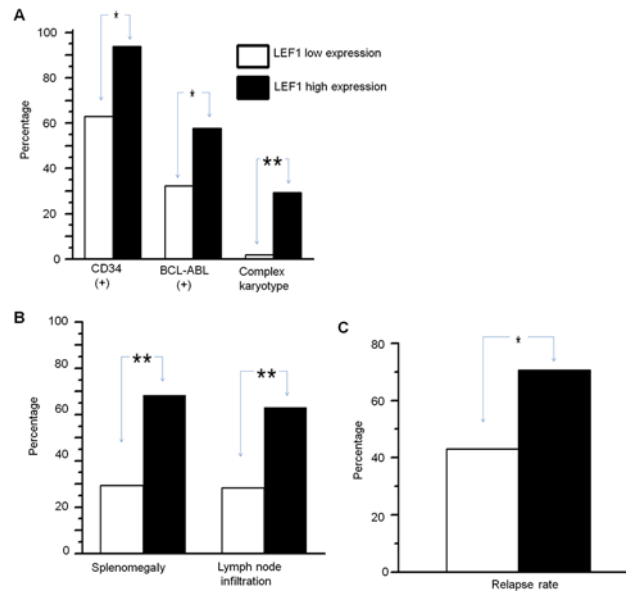 A
100
80
60
40
20
0
Percentage
*
*
**
LEF1 low expression
LEF1 high expression
CD34
(+)
BCL-ABL
(+)
Complex
karyotype
B
100
80
60
40
20
0
Percentage
**
**
Splenomegaly
Lymph node
infiltration
C
80
60
40
20
0
Percentage
*
Relapse rate